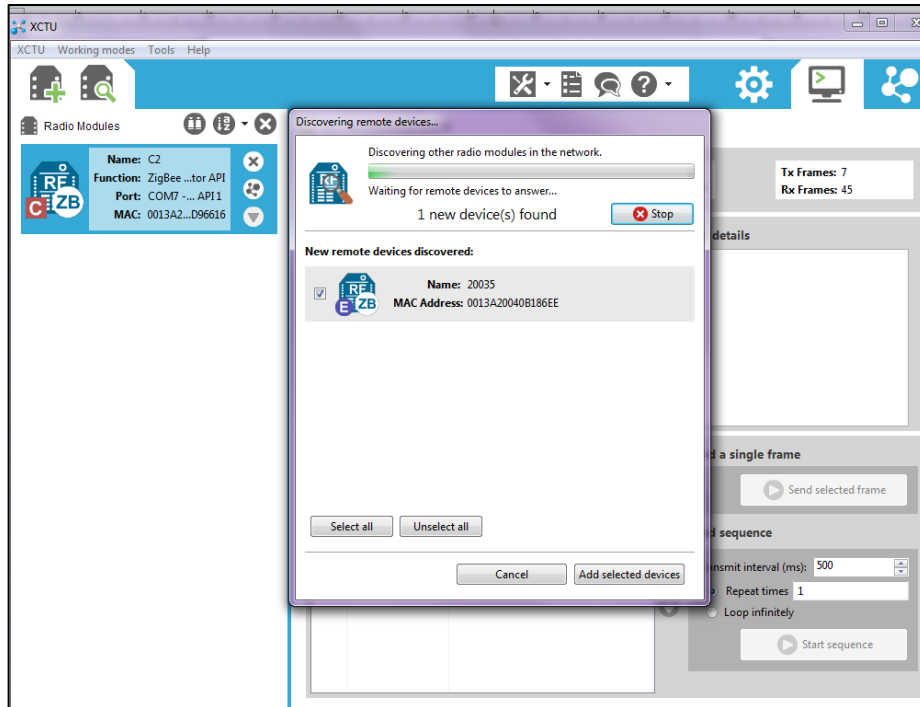 XCTU
XCTU Working modes Tools Help
Radio Modules
Name: C2
Function: ZigBee ...tor API
Port: COM7 -... API 1
MAC: 0013A2...D96616
RF
C ZB
Discovering remote devices...
Discovering other radio modules in the network.
Waiting for remote devices to answer...
1 new device(s) found
Stop
New remote devices discovered:
RF
E ZB
Name: 20035
MAC Address: 0013A20040B186EE
Select all
Unselect all
Cancel
Add selected devices
Tx Frames: 7
Rx Frames: 45
details
a single frame
Send selected frame
sequence
nsmit interval (ms): 500
Repeat times 1
Loop infinitely
Start sequence